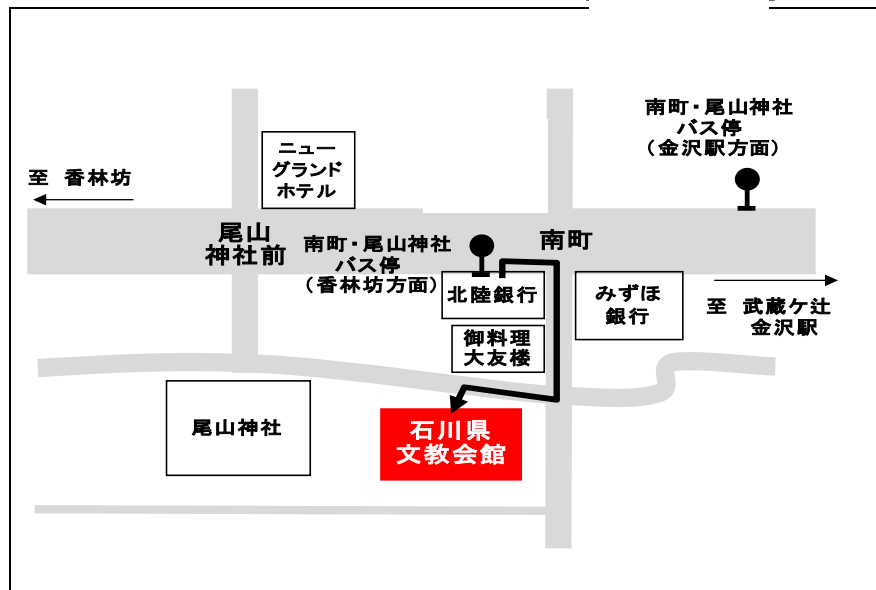 南町・尾山神社
バス停
(金沢駅方面)
ニュー
グランド
ホテル
至 香林坊
尾山
神社前
南町・尾山神社
バス停
(香林坊方面)
南町
北陸銀行
みずほ
銀行
至 武蔵ケ辻
金沢駅
御料理
大友楼
尾山神社
石川県
文教会館